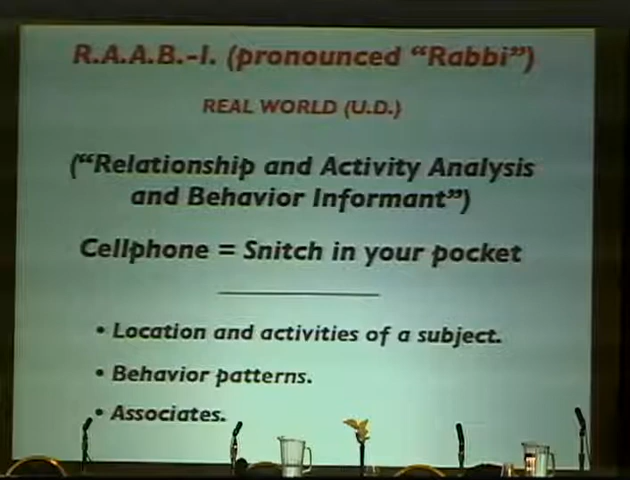 R.A.A.B.-I. (pronounced “Rabbi”)
REAL WORLD (U.D.)
(“Relationship and Activity Analysis
and Behavior Informant”)
Cellphone = Snitch in your pocket
• Location and activities of a subject.
• Behavior patterns.
• Associates.